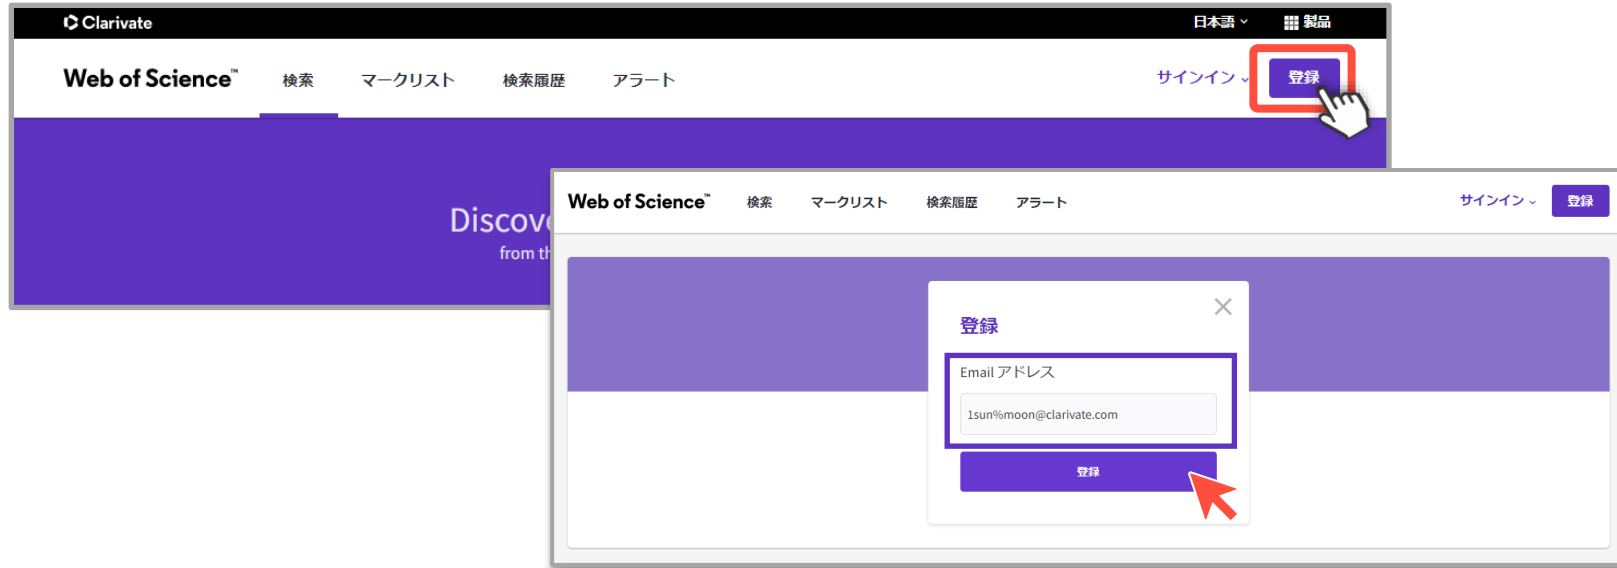 Clarivate 日本語 製品
Web of Science™ 検索 マークリスト 検索履歴 アラート サインイン 登録
Discove
from th
Web of Science™ 検索 マークリスト 検索履歴 アラート サインイン 登録
登録
Email アドレス
1sun%moon@clarivate.com
登録